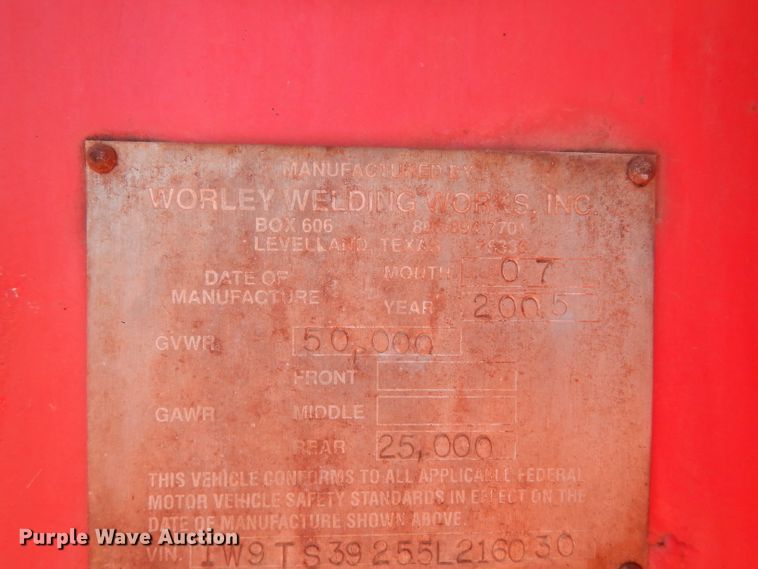 MANUFACTURED BY
WORLEY WELDING WORKS, INC.
BOX 606
LEVELLAND, TEXAS
DATE OF MANUFACTURE MONTH 07
YEAR 2005
GVWR 50,000
FRONT
GAWR MIDDLE
REAR 25,000
THIS VEHICLE CONFORMS TO ALL APPLICABLE FEDERAL
MOTOR VEHICLE SAFETY STANDARDS IN EFFECT ON THE
DATE OF MANUFACTURE SHOWN ABOVE.
VIN. 1W9TS39255L216030
Purple Wave Auction